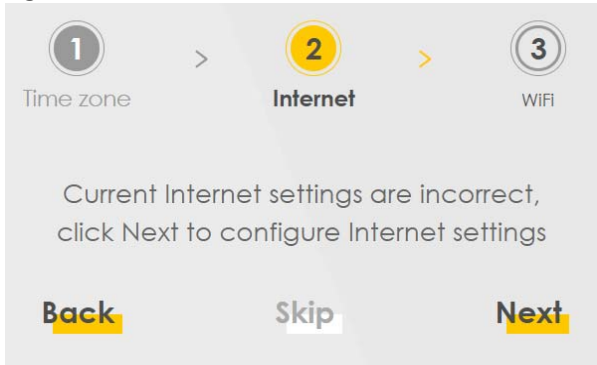 1 > 2 > 3
Time zone Internet WiFi
Current Internet settings are incorrect,
click Next to configure Internet settings
Back Skip Next